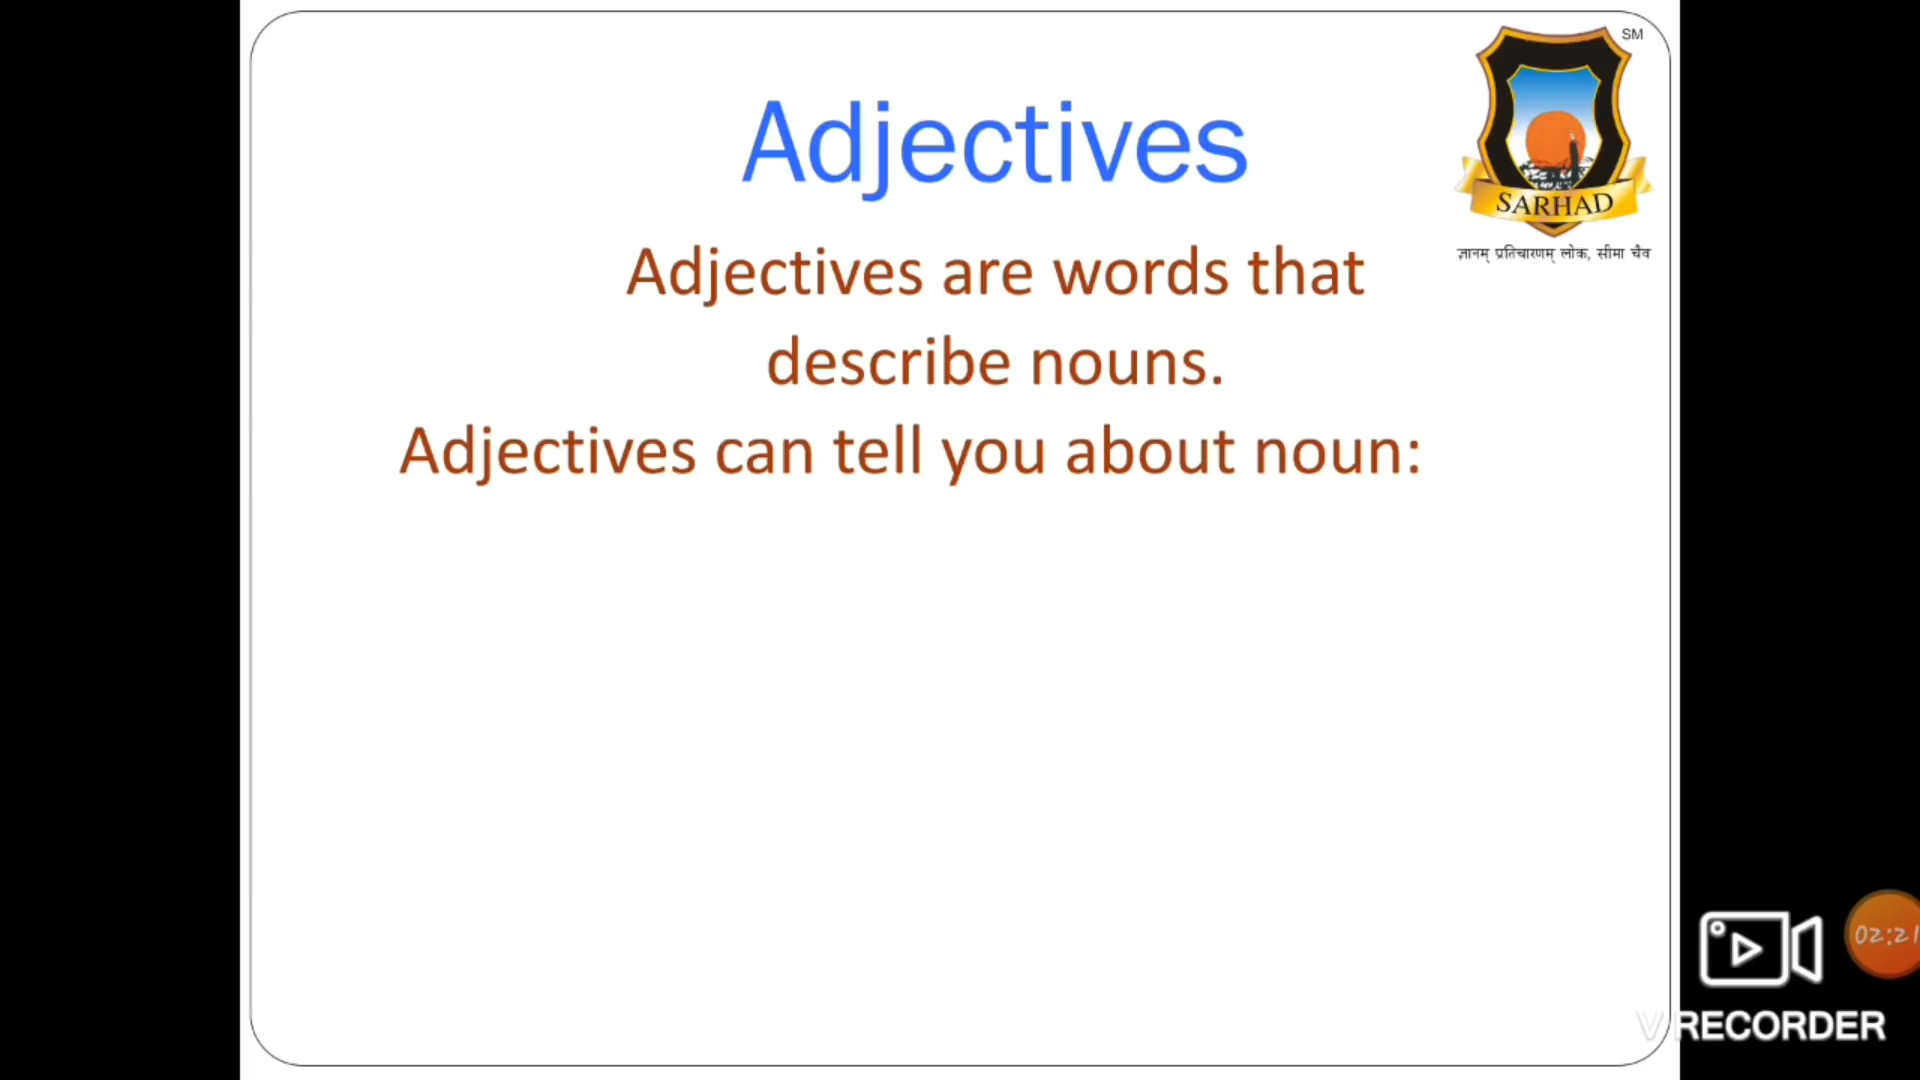 SM
Adjectives
SARHAD
ज्ञानम् प्रतिचारणम् लोक, सीमा चैव
Adjectives are words that
describe nouns.
Adjectives can tell you about noun:
02:21
V RECORDER